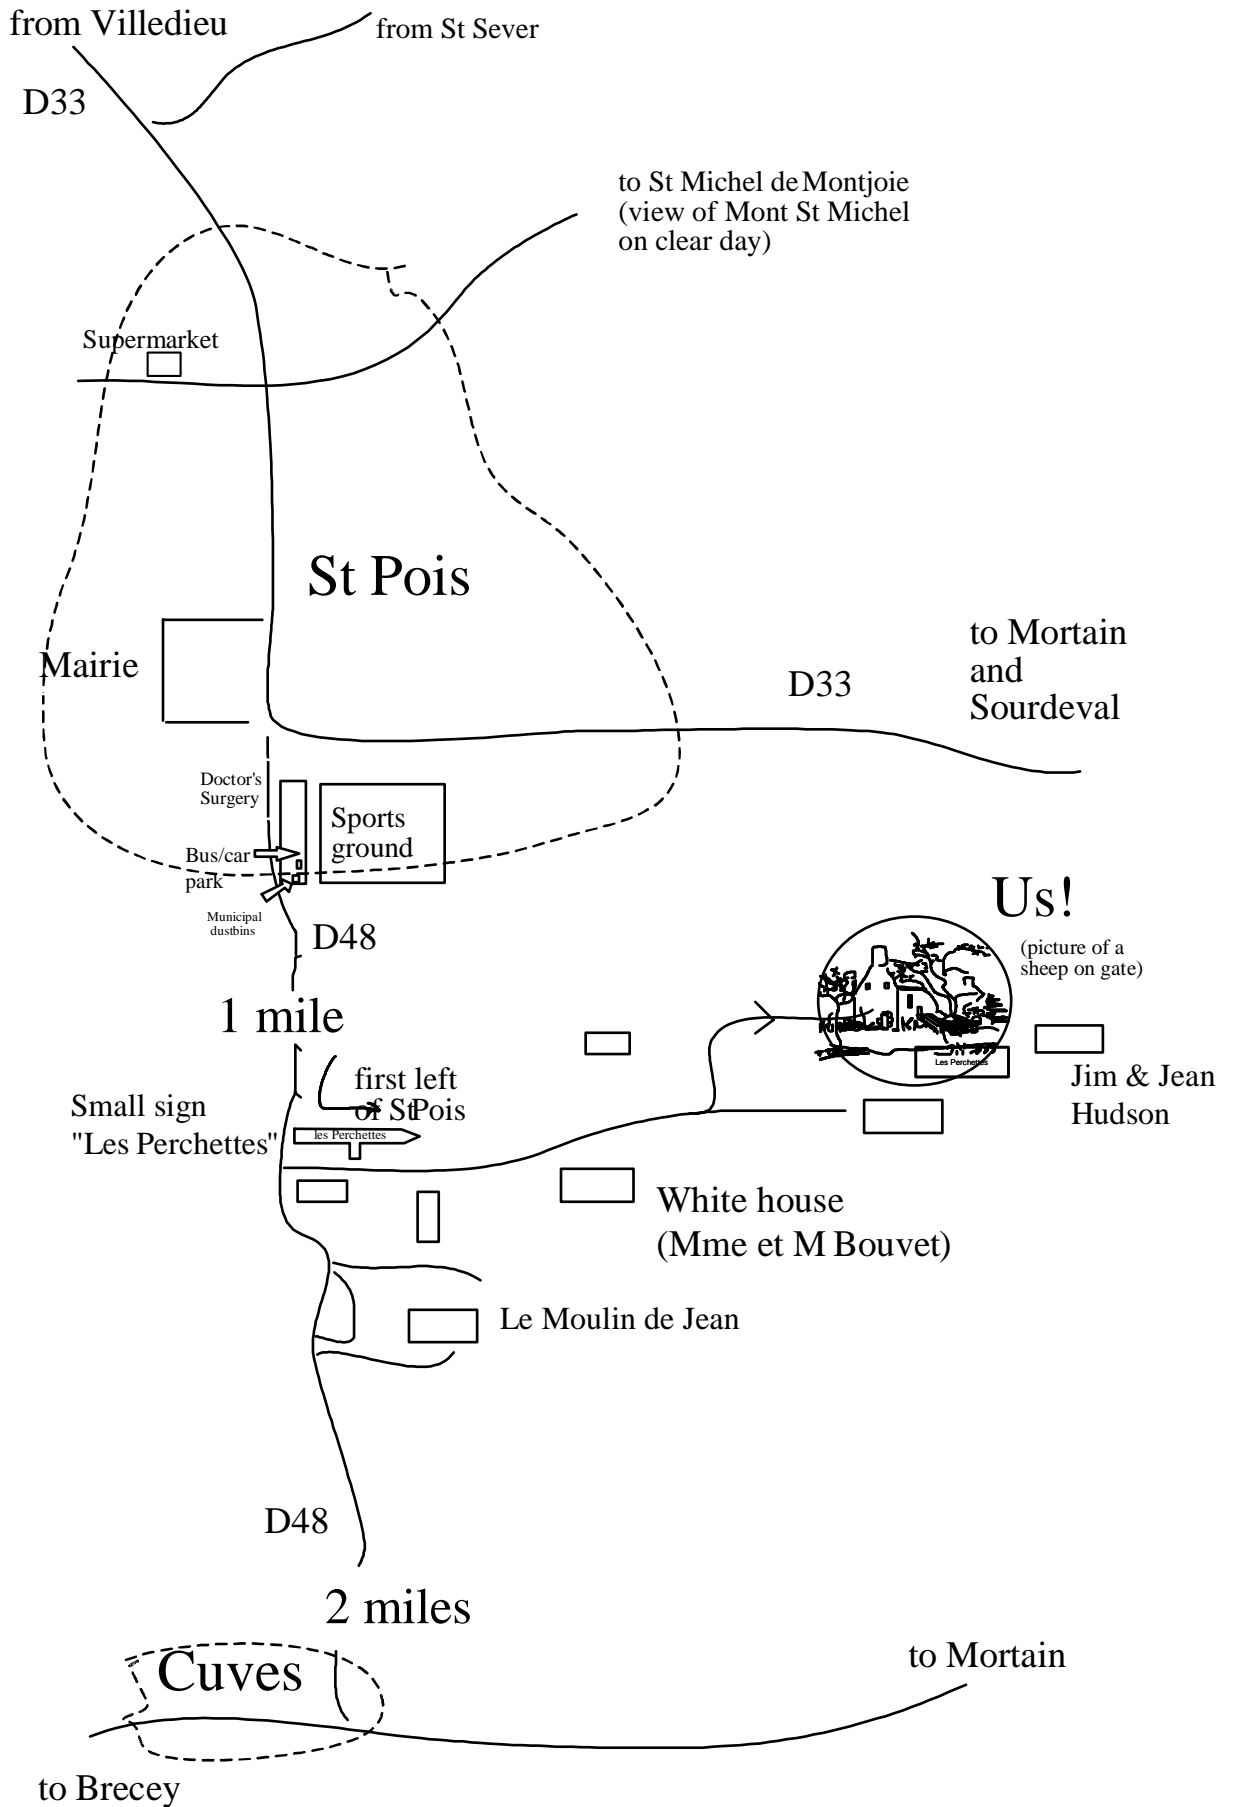 from Villedieu
from St Sever
D33
to St Michel de Montjoie
(view of Mont St Michel
on clear day)
Supermarket
St Pois
Mairie
D33
to Mortain
and
Sourdeval
Doctor's
Surgery
Sports
ground
Bus/car
park
Municipal
dustbins
D48
Us!
(picture of a
sheep on gate)
1 mile
Les Perchettes
Jim & Jean
Hudson
first left
of St Pois
Small sign
"Les Perchettes"
les Perchettes
White house
(Mme et M Bouvet)
Le Moulin de Jean
D48
2 miles
Cuves
to Mortain
to Brecey